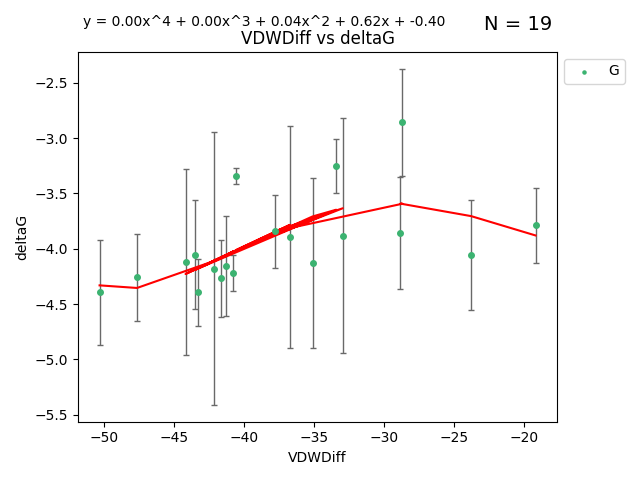 y = 0.00x^4 + 0.00x^3 + 0.04x^2 + 0.62x + -0.40
N = 19
VDWDiff vs deltaG
G
deltaG
−2.5
−3.0
−3.5
−4.0
−4.5
−5.0
−5.5
−50 −45 −40 −35 −30 −25 −20
VDWDiff